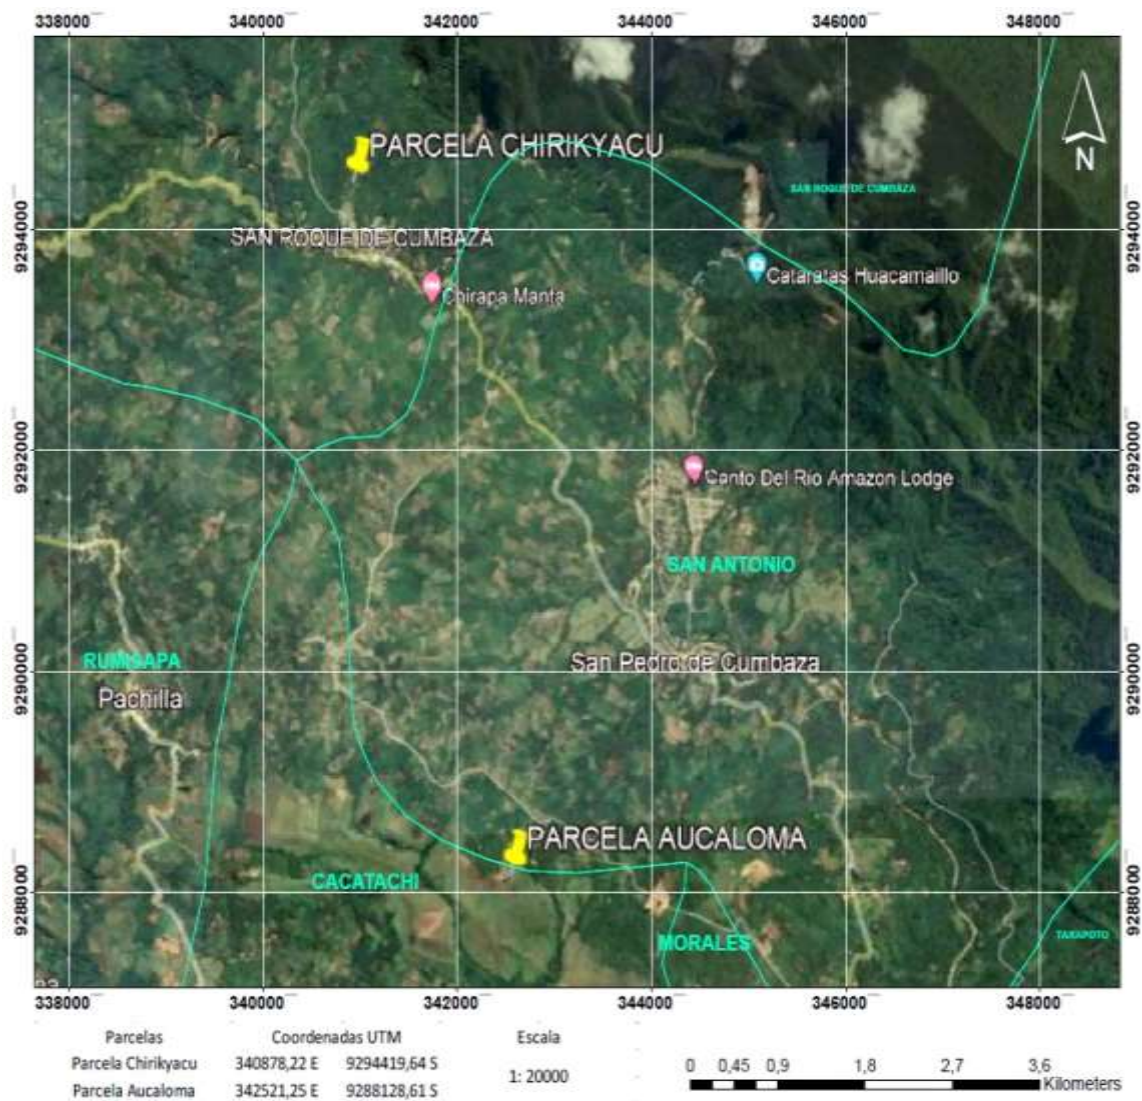 338000 340000 342000 344000 346000 348000
N
PARCELA CHIRIKYACU
SAN ROQUE DE CUMBAZA
9294000 9294000
SAN ROQUE DE CUMBAZA
Cataratas Huacamaillo
Chirapa Manta
9292000 9292000
Canto Del Rio Amazon Lodge
SAN ANTONIO
RUMISAPA
San Pedro de Cumbaza
9290000 9290000
Pachilla
PARCELA AUCALOMA
CACATACHI
9288000 9288000
MORALES
TARAPOTO
338000 340000 342000 344000 346000 348000
Parcelas Coordenadas UTM Escala
Parcela Chirikyacu 340878,22 E 9294419,64 S
1: 20000
Parcela Aucaloma 342521,25 E 9288128,61 S
0 0,45 0,9 1,8 2,7 3,6
Kilometers